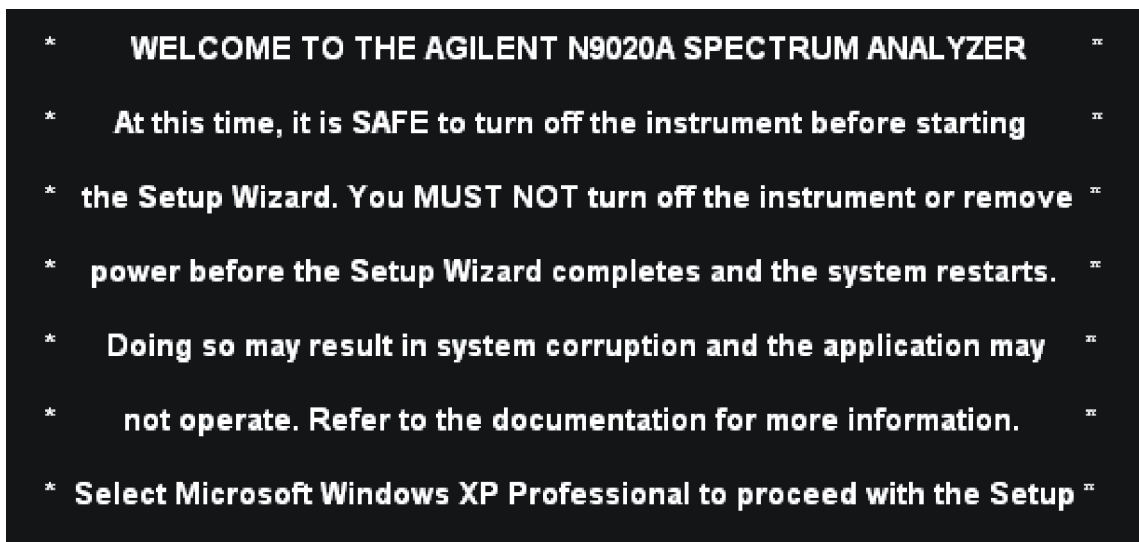 * WELCOME TO THE AGILENT N9020A SPECTRUM ANALYZER *
* At this time, it is SAFE to turn off the instrument before starting *
* the Setup Wizard. You MUST NOT turn off the instrument or remove *
* power before the Setup Wizard completes and the system restarts. *
* Doing so may result in system corruption and the application may *
* not operate. Refer to the documentation for more information. *
* Select Microsoft Windows XP Professional to proceed with the Setup *